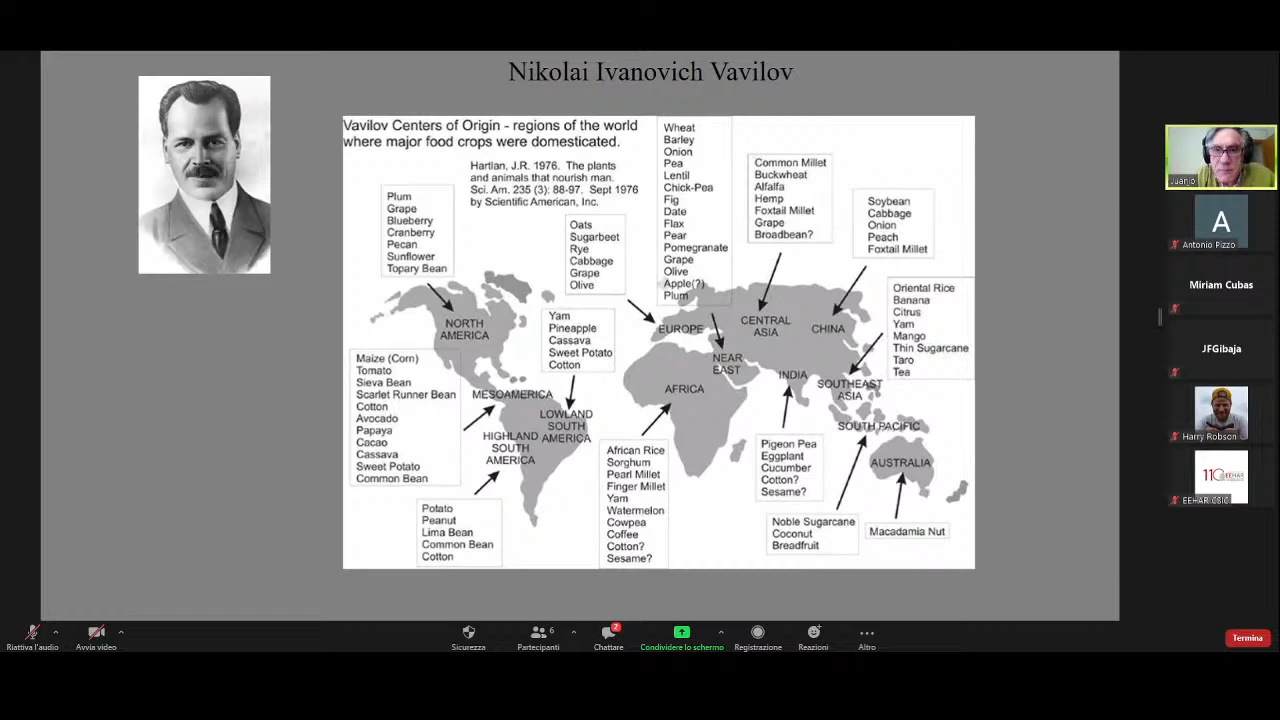 Nikolai Ivanovich Vavilov
Vavilov Centers of Origin - regions of the world
where major food crops were domesticated.
Hartlan, J.R. 1976. The plants
and animals that nourish man.
Sci. Am. 235 (3): 88-97. Sept 1976
by Scientific American, Inc.
Plum
Grape
Blueberry
Cranberry
Pecan
Sunflower
Topary Bean
Oats
Sugarbeet
Rye
Cabbage
Grape
Olive
Wheat
Barley
Onion
Pea
Lentil
Chick-Pea
Fig
Date
Flax
Pear
Pomegranate
Grape
Olive
Apple(?)
Plum
Common Millet
Buckwheat
Alfalfa
Hemp
Foxtail Millet
Grape
Broadbean?
Soybean
Cabbage
Onion
Peach
Foxtail Millet
Oriental Rice
Banana
Citrus
Yam
Mango
Thin Sugarcane
Taro
Tea
Yam
Pineapple
Cassava
Sweet Potato
Cotton
Maize (Corn)
Tomato
Sieva Bean
Scarlet Runner Bean
Cotton
Avocado
Papaya
Cacao
Cassava
Sweet Potato
Common Bean
NORTH
AMERICA
MESOAMERICA
LOWLAND
SOUTH
AMERICA
HIGHLAND
SOUTH
AMERICA
EUROPE
AFRICA
NEAR
EAST
CENTRAL
ASIA
CHINA
INDIA
SOUTHEAST
ASIA
SOUTH PACIFIC
AUSTRALIA
Potato
Peanut
Lima Bean
Common Bean
Cotton
African Rice
Sorghum
Pearl Millet
Finger Millet
Yam
Watermelon
Cowpea
Coffee
Cotton?
Sesame?
Pigeon Pea
Eggplant
Cucumber
Cotton?
Sesame?
Noble Sugarcane
Coconut
Breadfruit
Macadamia Nut
Juanjo
A
Antonio Pizzo
Miriam Cubas
JFGibaja
Harry Robson
110 EEHAR
EEHAR CSIC
Riattiva l'audio
Avvia video
Sicurezza
6
Partecipanti
2
Chattare
Condividere lo schermo
Registrazione
Reazioni
Altro
Termina